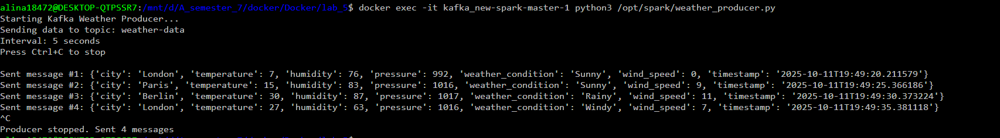 alina18472@DESKTOP-QTPSSR7:/mnt/d/A_semester_7/docker/Docker/lab_5$ docker exec -it kafka_new-spark-master-1 python3 /opt/spark/weather_producer.py
Starting Kafka Weather Producer...
Sending data to topic: weather-data
Interval: 5 seconds
Press Ctrl+C to stop
Sent message #1: {'city': 'London', 'temperature': 7, 'humidity': 76, 'pressure': 992, 'weather_condition': 'Sunny', 'wind_speed': 0, 'timestamp': '2025-10-11T19:49:20.211579'}
Sent message #2: {'city': 'Paris', 'temperature': 15, 'humidity': 83, 'pressure': 1016, 'weather_condition': 'Sunny', 'wind_speed': 9, 'timestamp': '2025-10-11T19:49:25.366186'}
Sent message #3: {'city': 'Berlin', 'temperature': 30, 'humidity': 87, 'pressure': 1017, 'weather_condition': 'Rainy', 'wind_speed': 11, 'timestamp': '2025-10-11T19:49:30.373224'}
Sent message #4: {'city': 'London', 'temperature': 27, 'humidity': 63, 'pressure': 1016, 'weather_condition': 'Windy', 'wind_speed': 7, 'timestamp': '2025-10-11T19:49:35.381118'}
^C
Producer stopped. Sent 4 messages